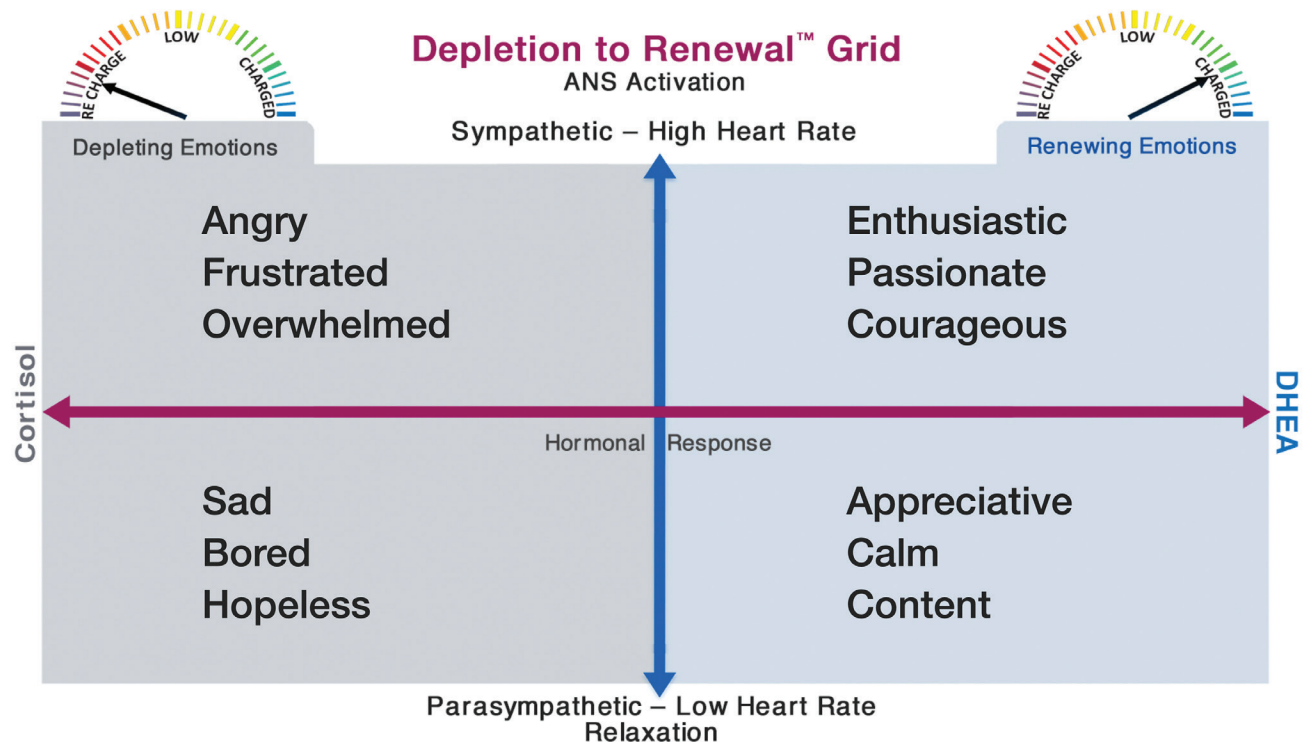 RE CHARGE LOW CHARGED
Depletion to Renewal™ Grid
ANS Activation
RE CHARGE LOW CHARGED
Sympathetic – High Heart Rate
Depleting Emotions
Renewing Emotions
Angry
Frustrated
Overwhelmed
Enthusiastic
Passionate
Courageous
Cortisol
DHEA
Hormonal Response
Sad
Bored
Hopeless
Appreciative
Calm
Content
Parasympathetic – Low Heart Rate
Relaxation